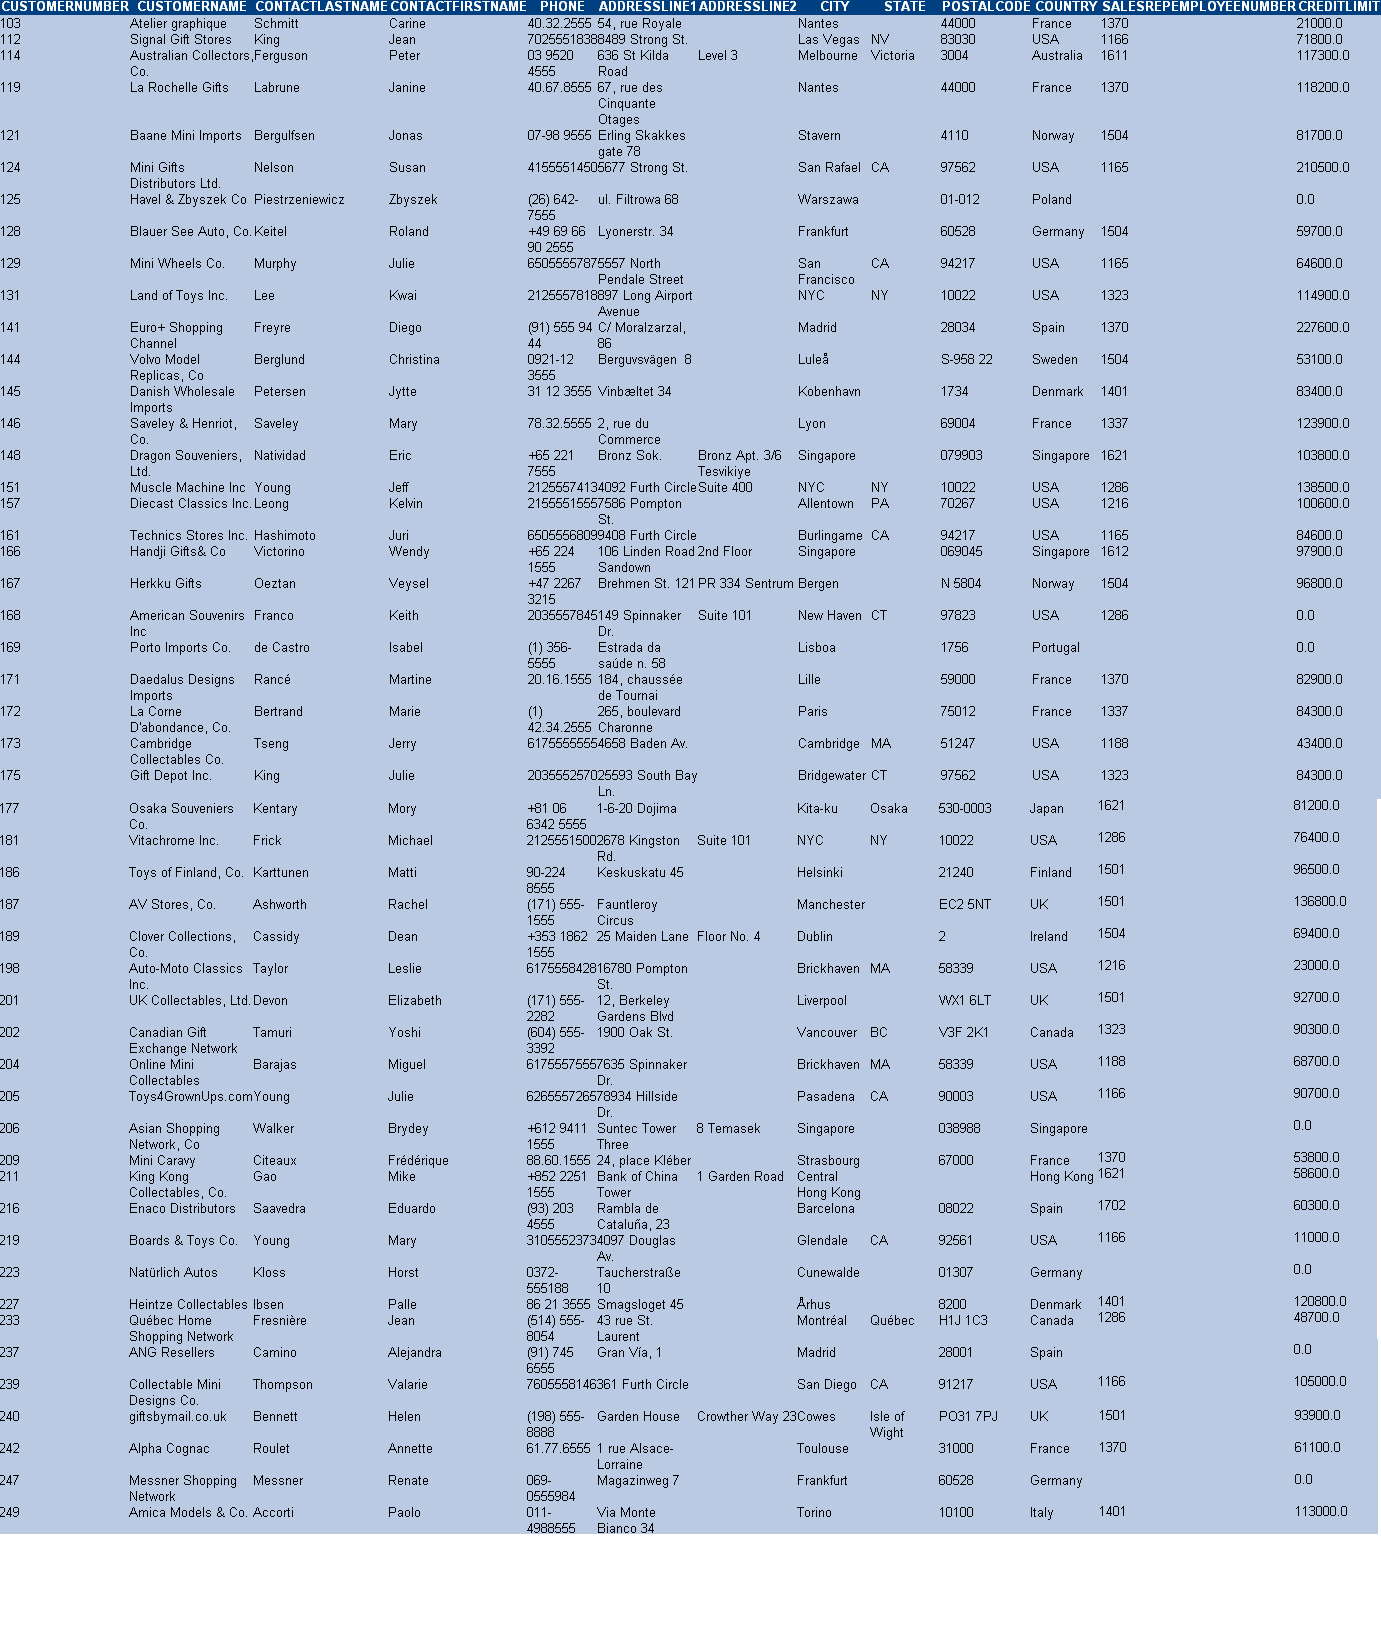 CUSTOMERNUMBER CUSTOMERNAME CONTACTLASTNAME CONTACTFIRSTNAME PHONE ADDRESSLINE1 ADDRESSLINE2 CITY STATE POSTALCODE COUNTRY SALESREPEMPLOYEENUMBER CREDITLIMIT
103 Atelier graphique Schmitt Carine 40.32.2555 54, rue Royale Nantes 44000 France 1370 21000.0
112 Signal Gift Stores King Jean 7025551838 8489 Strong St. Las Vegas NV 83030 USA 1166 71800.0
114 Australian Collectors, Ferguson Peter 03 9520 636 St Kilda Level 3 Melbourne Victoria 3004 Australia 1611 117300.0
Co. 4555 Road
119 La Rochelle Gifts Labrune Janine 40.67.8555 67, rue des Nantes 44000 France 1370 118200.0
Cinquante
Otages
121 Baane Mini Imports Bergulfsen Jonas 07-98 9555 Erling Skakkes Stavern 4110 Norway 1504 81700.0
gate 78
124 Mini Gifts Nelson Susan 4155551450 5677 Strong St. San Rafael CA 97562 USA 1165 210500.0
Distributors Ltd.
125 Havel & Zbyszek Co Piestrzeniewicz Zbyszek (26) 642- ul. Filtrowa 68 Warszawa 01-012 Poland 0.0
7555
128 Blauer See Auto, Co. Keitel Roland +49 69 66 Lyonerstr. 34 Frankfurt 60528 Germany 1504 59700.0
90 2555
129 Mini Wheels Co. Murphy Julie 6505555787 5557 North San CA 94217 USA 1165 64600.0
Pendale Street Francisco
131 Land of Toys Inc. Lee Kwai 2125557818 897 Long Airport NYC NY 10022 USA 1323 114900.0
Avenue
141 Euro+ Shopping Freyre Diego (91) 555 94 C/ Moralzarzal, Madrid 28034 Spain 1370 227600.0
Channel 44 86
144 Volvo Model Berglund Christina 0921-12 Berguvsvägen 8 Luleå S-958 22 Sweden 1504 53100.0
Replicas, Co 3555
145 Danish Wholesale Petersen Jytte 31 12 3555 Vinbæltet 34 Kobenhavn 1734 Denmark 1401 83400.0
Imports
146 Saveley & Henriot, Saveley Mary 78.32.5555 2, rue du Lyon 69004 France 1337 123900.0
Co. Commerce
148 Dragon Souveniers, Natividad Eric +65 221 Bronz Sok. Bronz Apt. 3/6 Singapore 079903 Singapore 1621 103800.0
Ltd. 7555 Tesvikiye
151 Muscle Machine Inc Young Jeff 2125557413 4092 Furth Circle Suite 400 NYC NY 10022 USA 1286 138500.0
157 Diecast Classics Inc. Leong Kelvin 2155551555 7586 Pompton Allentown PA 70267 USA 1216 100600.0
St.
161 Technics Stores Inc. Hashimoto Juri 6505556809 9408 Furth Circle Burlingame CA 94217 USA 1165 84600.0
166 Handji Gifts& Co Victorino Wendy +65 224 106 Linden Road 2nd Floor Singapore 069045 Singapore 1612 97900.0
1555 Sandown
167 Herkku Gifts Oeztan Veysel +47 2267 Brehmen St. 121 PR 334 Sentrum Bergen N 5804 Norway 1504 96800.0
3215
168 American Souvenirs Franco Keith 2035557845 149 Spinnaker Suite 101 New Haven CT 97823 USA 1286 0.0
Inc Dr.
169 Porto Imports Co. de Castro Isabel (1) 356- Estrada da Lisboa 1756 Portugal 0.0
5555 saúde n. 58
171 Daedalus Designs Rancé Martine 20.16.1555 184, chaussée Lille 59000 France 1370 82900.0
Imports de Tournai
172 La Corne Bertrand Marie (1) 265, boulevard Paris 75012 France 1337 84300.0
D'abondance, Co. 42.34.2555 Charonne
173 Cambridge Tseng Jerry 6175555555 4658 Baden Av. Cambridge MA 51247 USA 1188 43400.0
Collectables Co.
175 Gift Depot Inc. King Julie 2035552570 25593 South Bay Bridgewater CT 97562 USA 1323 84300.0
Ln.
177 Osaka Souveniers Kentary Mory +81 06 1-6-20 Dojima Kita-ku Osaka 530-0003 Japan 1621 81200.0
Co. 6342 5555
181 Vitachrome Inc. Frick Michael 2125551500 2678 Kingston Suite 101 NYC NY 10022 USA 1286 76400.0
Rd.
186 Toys of Finland, Co. Karttunen Matti 90-224 Keskuskatu 45 Helsinki 21240 Finland 1501 96500.0
8555
187 AV Stores, Co. Ashworth Rachel (171) 555- Fauntleroy Manchester EC2 5NT UK 1501 136800.0
1555 Circus
189 Clover Collections, Cassidy Dean +353 1862 25 Maiden Lane Floor No. 4 Dublin 2 Ireland 1504 69400.0
Co. 1555
198 Auto-Moto Classics Taylor Leslie 6175558428 16780 Pompton Brickhaven MA 58339 USA 1216 23000.0
Inc. St.
201 UK Collectables, Ltd. Devon Elizabeth (171) 555- 12, Berkeley Liverpool WX1 6LT UK 1501 92700.0
2282 Gardens Blvd
202 Canadian Gift Tamuri Yoshi (604) 555- 1900 Oak St. Vancouver BC V3F 2K1 Canada 1323 90300.0
Exchange Network 3392
204 Online Mini Barajas Miguel 6175557555 7635 Spinnaker Brickhaven MA 58339 USA 1188 68700.0
Collectables Dr.
205 Toys4GrownUps.com Young Julie 6265557265 78934 Hillside Pasadena CA 90003 USA 1166 90700.0
Dr.
206 Asian Shopping Walker Brydey +612 9411 Suntec Tower 8 Temasek Singapore 038988 Singapore 0.0
Network, Co 1555 Three
209 Mini Caravy Citeaux Frédérique 88.60.1555 24, place Kléber Strasbourg 67000 France 1370 53800.0
211 King Kong Gao Mike +852 2251 Bank of China 1 Garden Road Central Hong Kong 1621 58600.0
Collectables, Co. 1555 Tower Hong Kong
216 Enaco Distributors Saavedra Eduardo (93) 203 Rambla de Barcelona 08022 Spain 1702 60300.0
4555 Cataluña, 23
219 Boards & Toys Co. Young Mary 3105552373 4097 Douglas Glendale CA 92561 USA 1166 11000.0
Av.
223 Natürlich Autos Kloss Horst 0372- Taucherstraße Cunewalde 01307 Germany 0.0
555188 10
227 Heintze Collectables Ibsen Palle 86 21 3555 Smagsloget 45 Århus 8200 Denmark 1401 120800.0
233 Québec Home Fresnière Jean (514) 555- 43 rue St. Montréal Québec H1J 1C3 Canada 1286 48700.0
Shopping Network 8054 Laurent
237 ANG Resellers Camino Alejandra (91) 745 Gran Vía, 1 Madrid 28001 Spain 0.0
6555
239 Collectable Mini Thompson Valarie 7605558146 361 Furth Circle San Diego CA 91217 USA 1166 105000.0
Designs Co.
240 giftsbymail.co.uk Bennett Helen (198) 555- Garden House Crowther Way 23 Cowes Isle of PO31 7PJ UK 1501 93900.0
8888 Wight
242 Alpha Cognac Roulet Annette 61.77.6555 1 rue Alsace- Toulouse 31000 France 1370 61100.0
Lorraine
247 Messner Shopping Messner Renate 069- Magazinweg 7 Frankfurt 60528 Germany 0.0
Network 0555984
249 Amica Models & Co. Accorti Paolo 011- Via Monte Torino 10100 Italy 1401 113000.0
4988555 Bianco 34